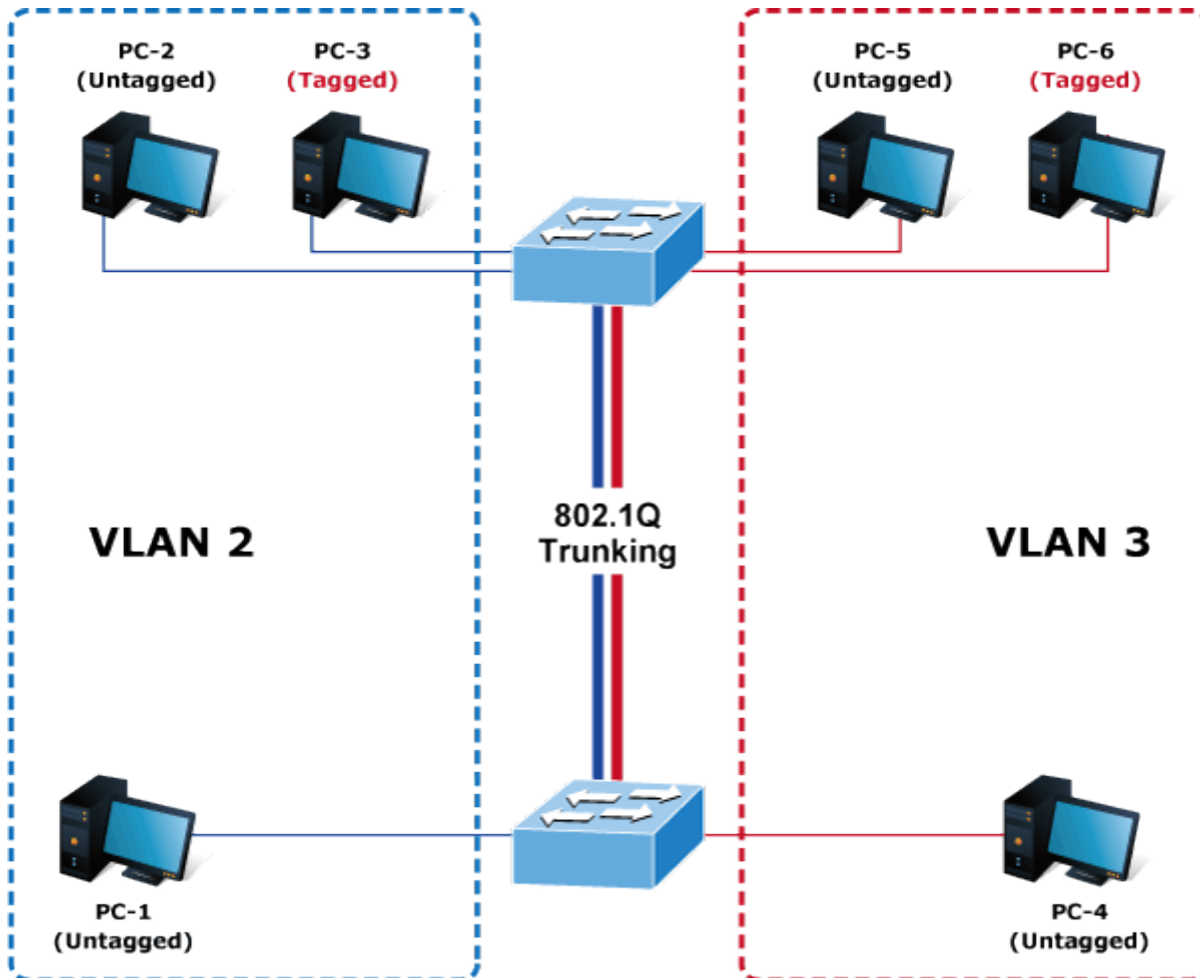 PC-2
(Untagged)
PC-3
(Tagged)
PC-5
(Untagged)
PC-6
(Tagged)
VLAN 2
802.1Q
Trunking
VLAN 3
PC-1
(Untagged)
PC-4
(Untagged)